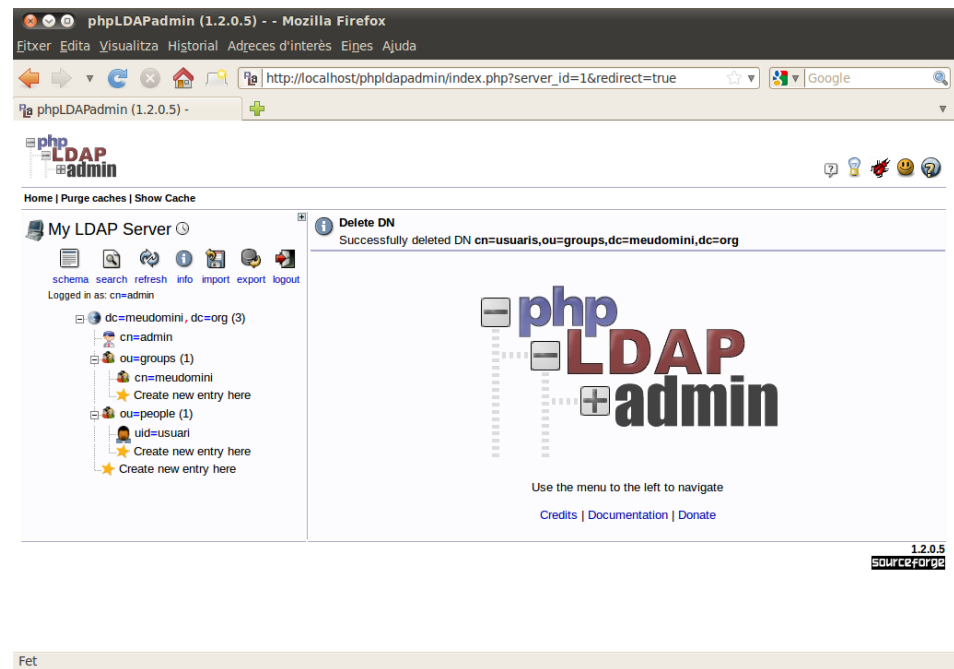 phpLDAPadmin (1.2.0.5) - - Mozilla Firefox
Fitxer Edita Visualitza Historial Adreces d'interès Eines Ajuda
http://localhost/phpldapadmin/index.php?server_id=1&redirect=true Google
phpLDAPadmin (1.2.0.5) -
php
LDAP
admin
Home | Purge caches | Show Cache
My LDAP Server
schema search refresh info import export logout
Logged in as: cn=admin
dc=meudomini, dc=org (3)
cn=admin
ou=groups (1)
cn=meudomini
Create new entry here
ou=people (1)
uid=usuari
Create new entry here
Create new entry here
Delete DN
Successfully deleted DN cn=usuaris,ou=groups,dc=meudomini,dc=org
php
LDAP
admin
Use the menu to the left to navigate
Credits | Documentation | Donate
1.2.0.5
sourceforge
Fet